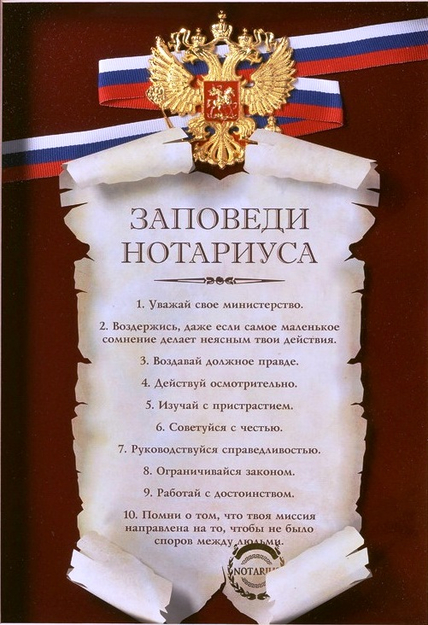 ЗАПОВЕДИ
НОТАРИУСА
1. Уважай свое министерство.
2. Воздержись, даже если самое маленькое
сомнение делает неясным твои действия.
3. Воздавай должное правде.
4. Действуй осмотрительно.
5. Изучай с пристрастием.
6. Советуйся с честью.
7. Руководствуйся справедливостью.
8. Ограничивайся законом.
9. Работай с достоинством.
10. Помни о том, что твоя миссия
направлена на то, чтобы не было
споров между людьми.